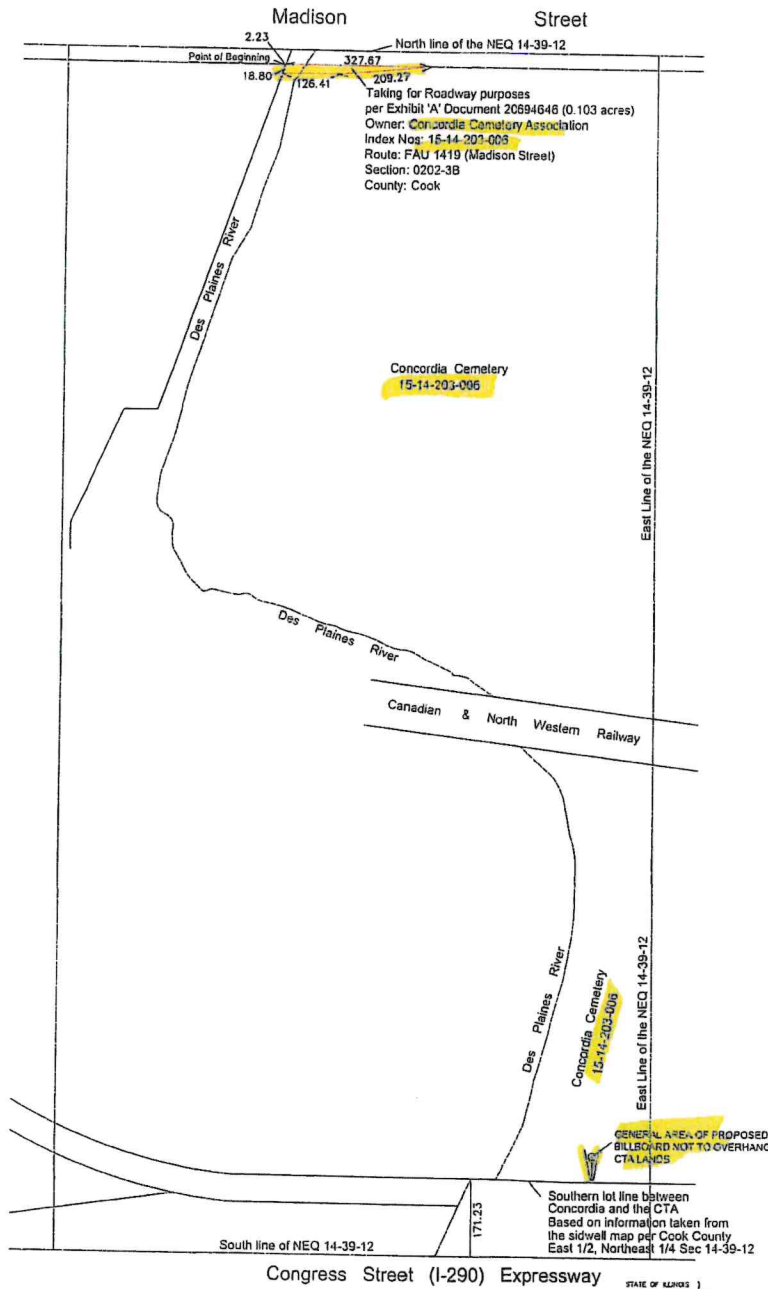 Madison Street
2.23
North line of the NEQ 14-39-12
Point of Beginning
327.67
18.80
126.41
209.27
Taking for Roadway purposes
per Exhibit 'A' Document 20694646 (0.103 acres)
Owner: Concordia Cemetery Association
Index Nos: 15-14-203-006
Route: FAU 1419 (Madison Street)
Section: 0202-3B
County: Cook
Des Plaines River
Concordia Cemetery
15-14-203-006
East Line of the NEQ 14-39-12
Des Plaines River
Canadian & North Western Railway
Des Plaines River
Concordia Cemetery
15-14-203-006
East Line of the NEQ 14-39-12
GENERAL AREA OF PROPOSED
BILLBOARD NOT TO OVERHANG
CTA LANDS
171.23
Southern lot line between
Concordia and the CTA
Based on information taken from
the sidwell map per Cook County
East 1/2, Northeast 1/4 Sec 14-39-12
South line of NEQ 14-39-12
Congress Street (I-290) Expressway
STATE OF ILLINOIS )